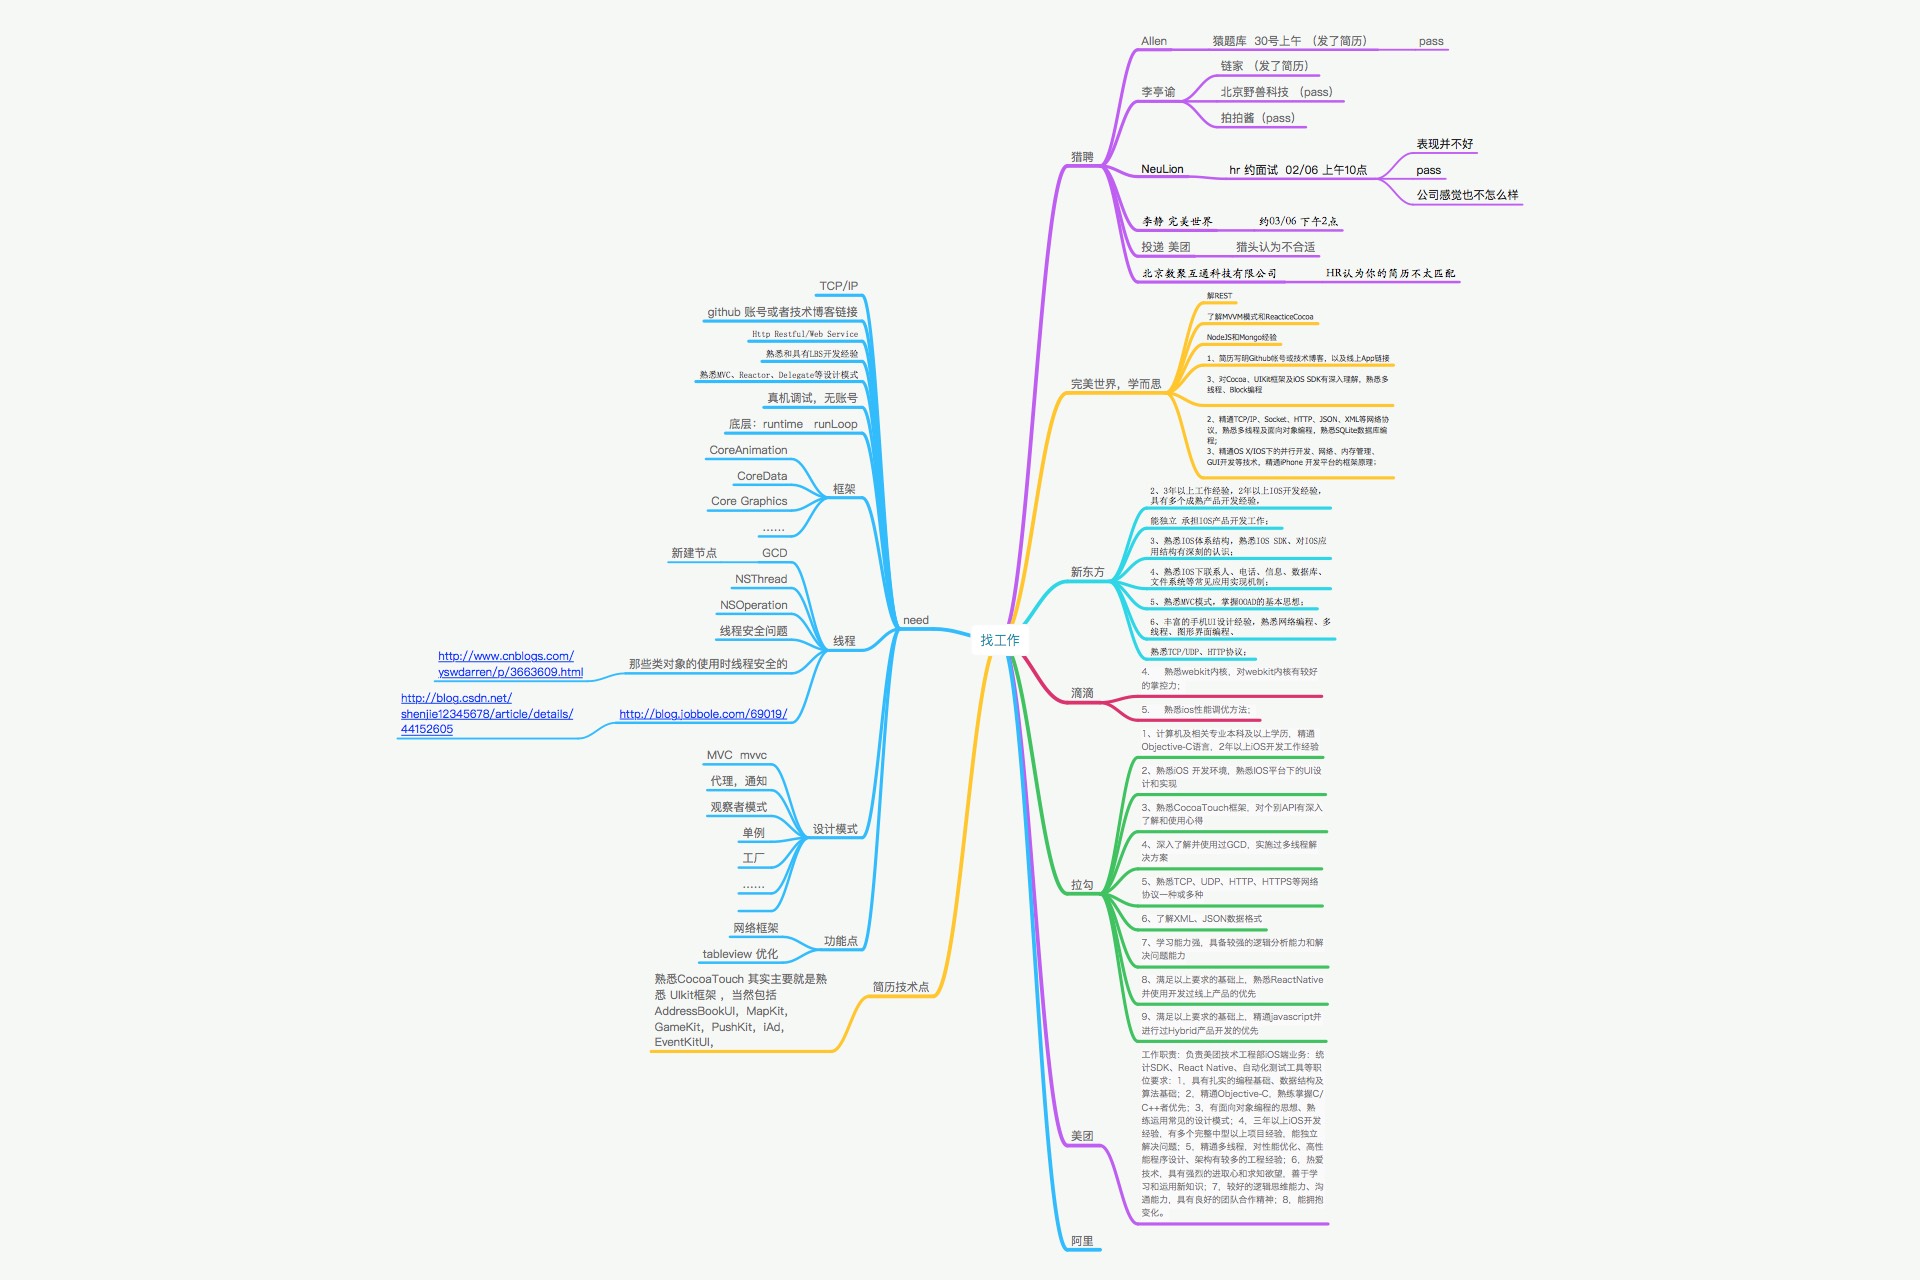 找工作
猎聘
Allen
猿题库 30号上午 （发了简历）
pass
李亭谕
链家 （发了简历）
北京野兽科技 （pass）
拍拍酱（pass）
NeuLion
hr 约面试 02/06 上午10点
表现并不好
pass
公司感觉也不怎么样
李静 完美世界
约03/06 下午2点
投递 美团
猎头认为不合适
北京数聚互通科技有限公司
HR认为你的简历不太匹配
完美世界，学而思
解REST
了解MVVM模式和ReacticeCocoa
NodeJS和Mongo经验
1、简历写明Github帐号或技术博客，以及线上App链接
3、对Cocoa、UIKit框架及iOS SDK有深入理解，熟悉多
线程、Block编程
2、精通TCP/IP、Socket、HTTP、JSON、XML等网络协
议，熟悉多线程及面向对象编程，熟悉SQLite数据库编
程；
3、精通OS X/IOS下的并行开发、网络、内存管理、
GUI开发等技术，精通iPhone 开发平台的框架原理；
新东方
2、3年以上工作经验，2年以上IOS开发经验，
具有多个成熟产品开发经验，
能独立 承担IOS产品开发工作；
3、熟悉IOS体系结构，熟悉IOS SDK、对IOS应
用结构有深刻的认识；
4、熟悉IOS下联系人、电话、信息、数据库、
文件系统等常见应用实现机制；
5、熟悉MVC模式，掌握OOAD的基本思想；
6、丰富的手机UI设计经验，熟悉网络编程、多
线程、图形界面编程、
熟悉TCP/UDP、HTTP协议；
滴滴
4. 熟悉webkit内核，对webkit内核有较好
的掌控力；
5. 熟悉ios性能调优方法；
拉勾
1、计算机及相关专业本科及以上学历，精通
Objective-C语言，2年以上iOS开发工作经验
2、熟悉iOS 开发环境，熟悉IOS平台下的UI设
计和实现
3、熟悉CocoaTouch框架，对个别API有深入
了解和使用心得
4、深入了解并使用过GCD，实施过多线程解
决方案
5、熟悉TCP、UDP、HTTP、HTTPS等网络
协议一种或多种
6、了解XML、JSON数据格式
7、学习能力强，具备较强的逻辑分析能力和解
决问题能力
8、满足以上要求的基础上，熟悉ReactNative
并使用开发过线上产品的优先
9、满足以上要求的基础上，精通javascript并
进行过Hybrid产品开发的优先
美团
工作职责：负责美团技术工程部iOS端业务：统
计SDK、React Native、自动化测试工具等职
位要求：1，具有扎实的编程基础、数据结构及
算法基础；2，精通Objective-C，熟练掌握C/
C++者优先；3，有面向对象编程的思想、熟
练运用常见的设计模式；4，三年以上iOS开发
经验，有多个完整中型以上项目经验，能独立
解决问题；5，精通多线程，对性能优化、高性
能程序设计、架构有较多的工程经验；6，热爱
技术，具有强烈的进取心和求知欲望，善于学
习和运用新知识；7，较好的逻辑思维能力、沟
通能力，具有良好的团队合作精神；8，能拥抱
变化。
阿里
need
TCP/IP
github 账号或者技术博客链接
Http Restful/Web Service
熟悉和具有LBS开发经验
熟悉MVC、Reactor、Delegate等设计模式
真机调试，无账号
底层：runtime runLoop
框架
CoreAnimation
CoreData
Core Graphics
……
线程
GCD
新建节点
NSThread
NSOperation
线程安全问题
那些类对象的使用时线程安全的
http://www.cnblogs.com/
yswdarren/p/3663609.html
http://blog.jobbole.com/69019/
http://blog.csdn.net/
shenjie12345678/article/details/
44152605
设计模式
MVC mvvc
代理，通知
观察者模式
单例
工厂
……
功能点
网络框架
tableview 优化
简历技术点
熟悉CocoaTouch 其实主要就是熟
悉 UIkit框架 ，当然包括
AddressBookUI，MapKit，
GameKit，PushKit，iAd，
EventKitUI，